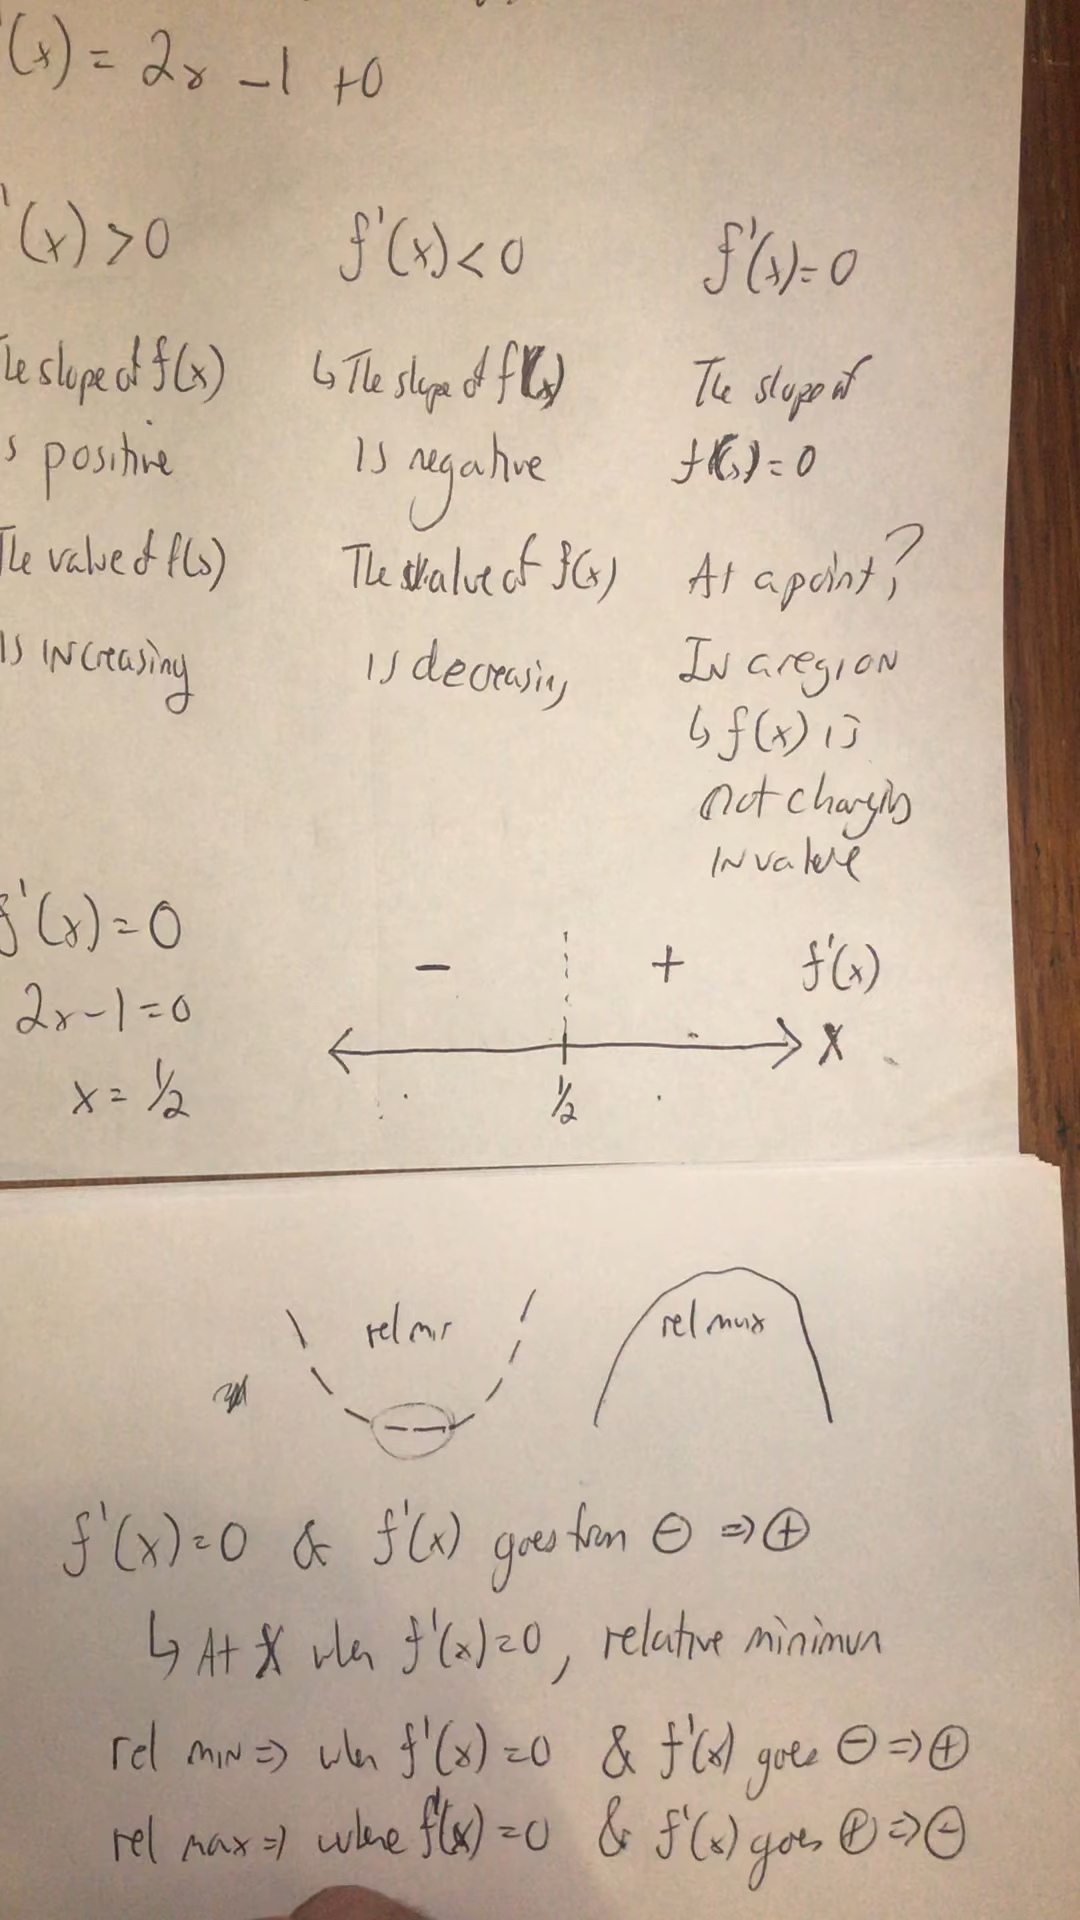 '(x) = 2x - 1 + 0
'(x) > 0
f'(x) < 0
f'(x) = 0
The slope of f(x)
↳ The slope of f(x)
The slope of
s positive
is negative
f(x) = 0
The value of f(x)
The value of f(x)
At a point?
is increasing
is decreasing
In a region
↳ f(x) is
not changing
in value
f'(x) = 0
- + f'(x)
2x - 1 = 0
X
x = 1/2
1/2
rel min
rel max
f'(x) = 0 & f'(x) goes from ⊖ ⇒ ⊕
↳ At X when f'(x) = 0, relative minimum
rel min ⇒ when f'(x) = 0 & f'(x) goes ⊖ ⇒ ⊕
rel max ⇒ where f'(x) = 0 & f'(x) goes ⊕ ⇒ ⊖